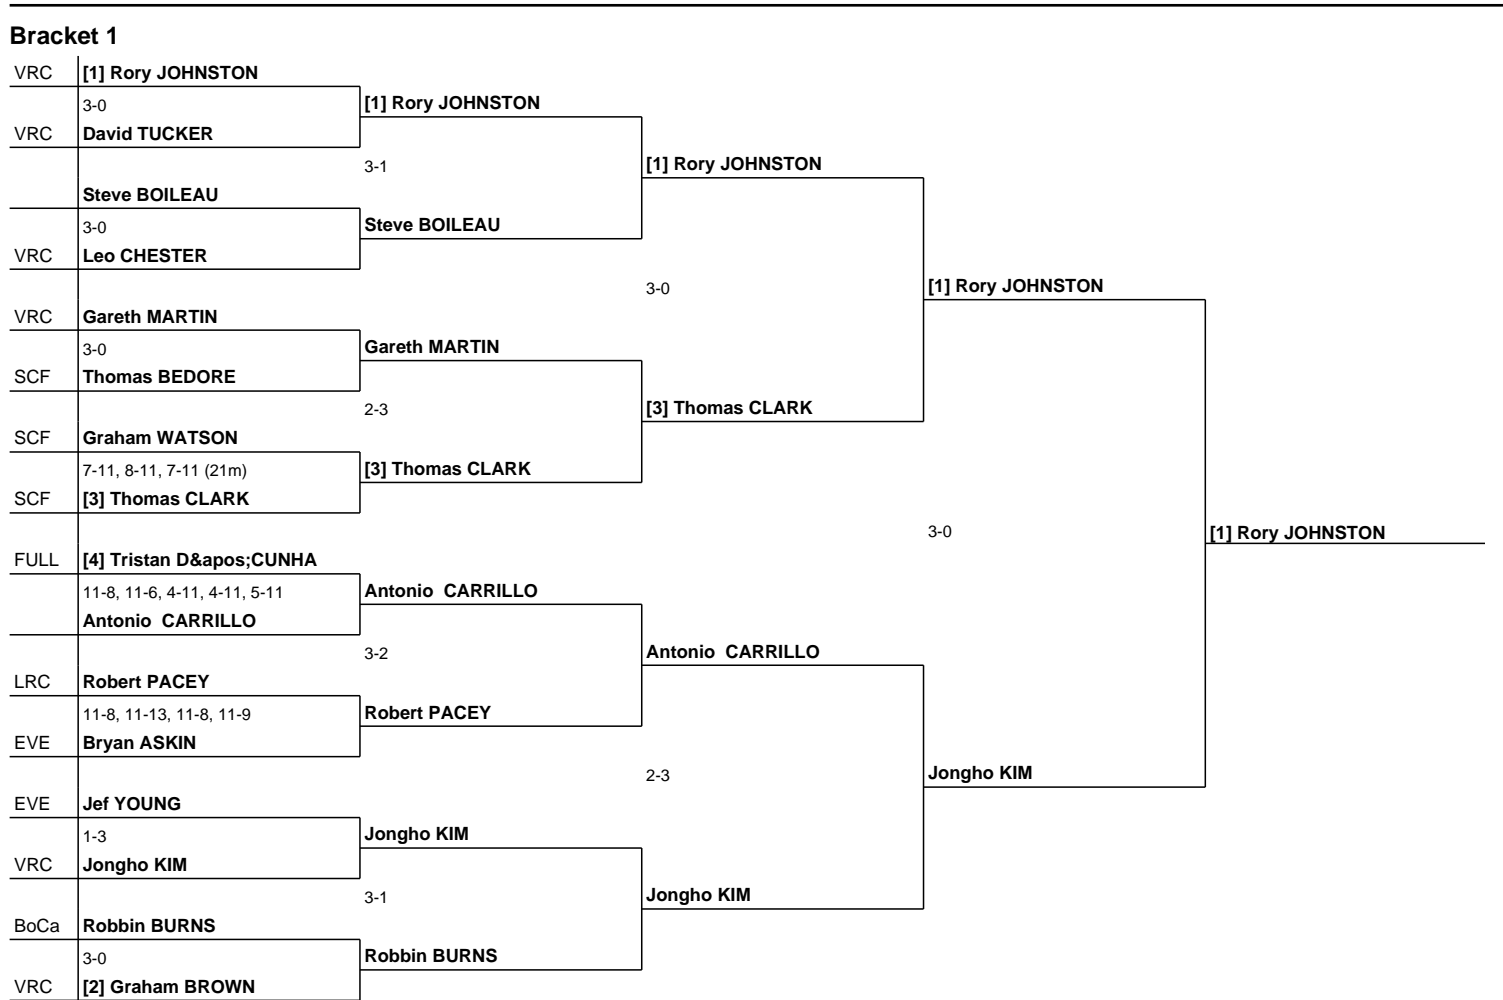 Bracket 1
VRC [1] Rory JOHNSTON
3-0 [1] Rory JOHNSTON
VRC David TUCKER
3-1 [1] Rory JOHNSTON
Steve BOILEAU
3-0 Steve BOILEAU
VRC Leo CHESTER
3-0 [1] Rory JOHNSTON
VRC Gareth MARTIN
3-0 Gareth MARTIN
SCF Thomas BEDORE
2-3 [3] Thomas CLARK
SCF Graham WATSON
7-11, 8-11, 7-11 (21m) [3] Thomas CLARK
SCF [3] Thomas CLARK
3-0 [1] Rory JOHNSTON
FULL [4] Tristan D&apos;CUNHA
11-8, 11-6, 4-11, 4-11, 5-11 Antonio  CARRILLO
Antonio  CARRILLO
3-2 Antonio  CARRILLO
LRC Robert PACEY
11-8, 11-13, 11-8, 11-9 Robert PACEY
EVE Bryan ASKIN
2-3 Jongho KIM
EVE Jef YOUNG
1-3 Jongho KIM
VRC Jongho KIM
3-1 Jongho KIM
BoCa Robbin BURNS
3-0 Robbin BURNS
VRC [2] Graham BROWN